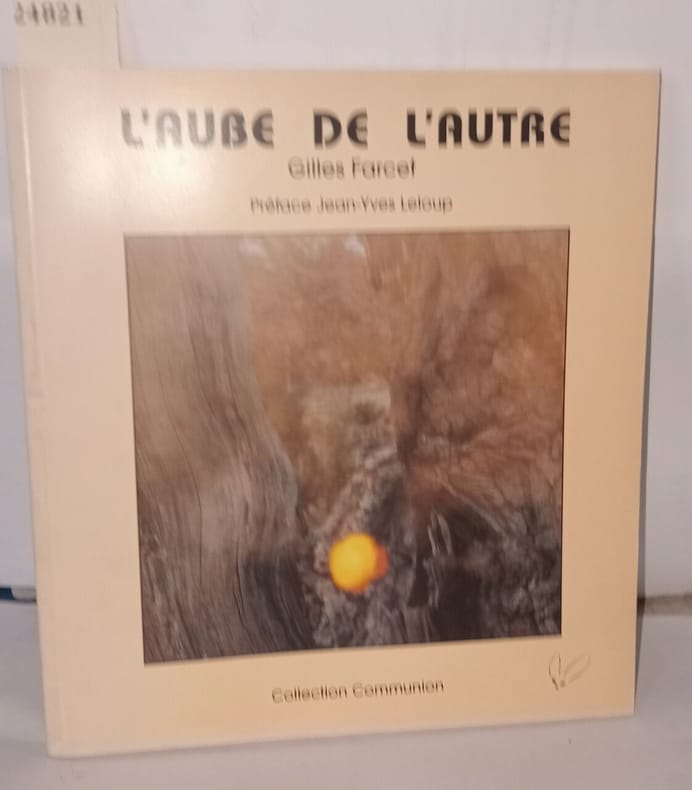 24821
L'AUBE DE L'AUTRE
Gilles Farcet
Préface Jean-Yves Leloup
Collection Communion